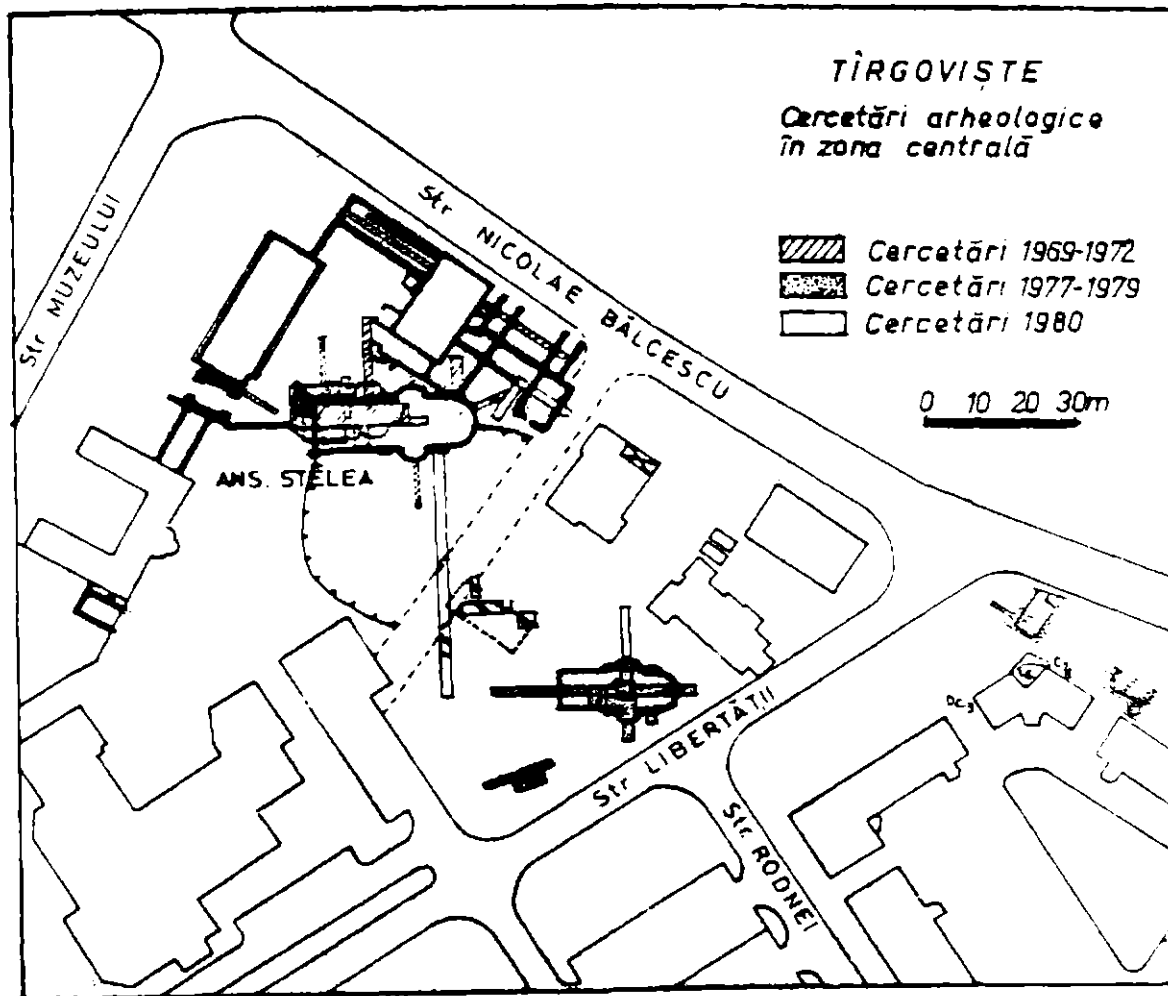 TÎRGOVIȘTE
Cercetări arheologice
în zona centrală
Cercetări 1969-1972
Cercetări 1977-1979
Cercetări 1980
0 10 20 30m
Str MUZEULUI
Str NICOLAE BĂLCESCU
ANS. STELEA
Str LIBERTĂȚII
Str. RODNEI